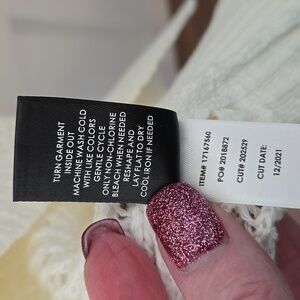 TURN GARMENT
INSIDE OUT
MACHINE WASH COLD
WITH LIKE COLORS
GENTLE CYCLE
ONLY NON-CHLORINE
BLEACH WHEN NEEDED
RESHAPE AND
LAY FLAT TO DRY
COOL IRON IF NEEDED
ITEM# 17167560
PO# 2018872
CUT# 202529
CUT DATE:
12/2021